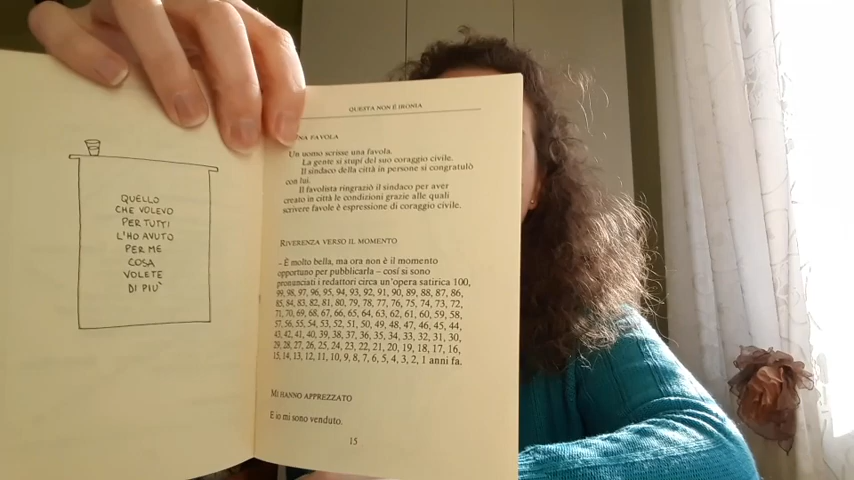 QUELLO
CHE VOLEVO
PER TUTTI
L'HO AVUTO
PER ME
COSA
VOLETE
DI PIU'
QUESTA NON È IRONIA
UNA FAVOLA
Un uomo scrisse una favola.
La gente si stupì del suo coraggio civile.
Il sindaco della città in persona si congratulò
con lui.
Il favolista ringraziò il sindaco per aver
creato in città le condizioni grazie alle quali
scrivere favole è espressione di coraggio civile.
RIVERENZA VERSO IL MOMENTO
- È molto bella, ma ora non è il momento
opportuno per pubblicarla - così si sono
pronunciati i redattori circa un'opera satirica 100,
99, 98, 97, 96, 95, 94, 93, 92, 91, 90, 89, 88, 87, 86,
85, 84, 83, 82, 81, 80, 79, 78, 77, 76, 75, 74, 73, 72,
71, 70, 69, 68, 67, 66, 65, 64, 63, 62, 61, 60, 59, 58,
57, 56, 55, 54, 53, 52, 51, 50, 49, 48, 47, 46, 45, 44,
43, 42, 41, 40, 39, 38, 37, 36, 35, 34, 33, 32, 31, 30,
29, 28, 27, 26, 25, 24, 23, 22, 21, 20, 19, 18, 17, 16,
15, 14, 13, 12, 11, 10, 9, 8, 7, 6, 5, 4, 3, 2, 1 anni fa.
MI HANNO APPREZZATO
E io mi sono venduto.
15